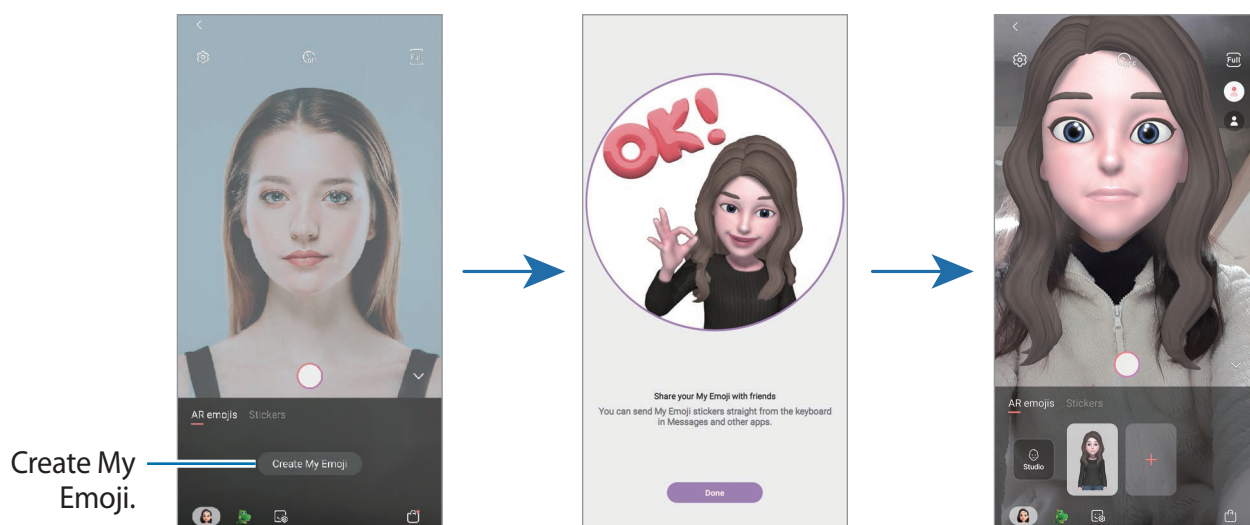 Full
OFF
AR emojis Stickers
Create My Emoji
Create My
Emoji.
OK!
Share your My Emoji with friends
You can send My Emoji stickers straight from the keyboard
in Messages and other apps.
Done
Full
OFF
AR emojis Stickers
Studio